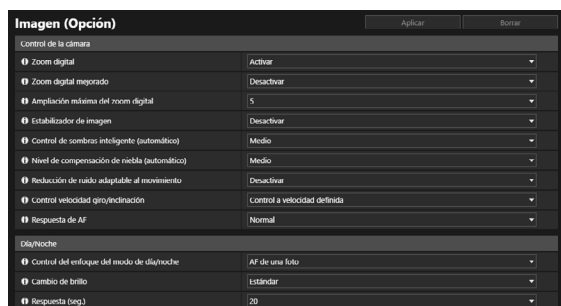 Imagen (Opción)
Aplicar
Borrar
Control de la cámara
Zoom digital
Activar
Zoom digital mejorado
Desactivar
Ampliación máxima del zoom digital
5
Estabilizador de imagen
Desactivar
Control de sombras inteligente (automático)
Medio
Nivel de compensación de niebla (automático)
Medio
Reducción de ruido adaptable al movimiento
Desactivar
Control velocidad giro/inclinación
Control a velocidad definida
Respuesta de AF
Normal
Día/Noche
Control del enfoque del modo de día/noche
AF de una foto
Cambio de brillo
Estándar
Respuesta (seg.)
20